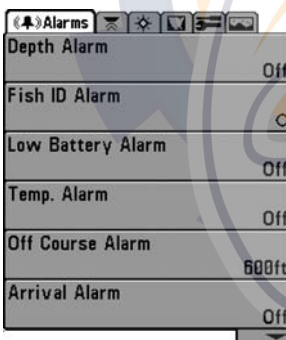 Alarms
Depth Alarm
Off
Fish ID Alarm
Low Battery Alarm
Off
Temp. Alarm
Off
Off Course Alarm
600ft
Arrival Alarm
Off